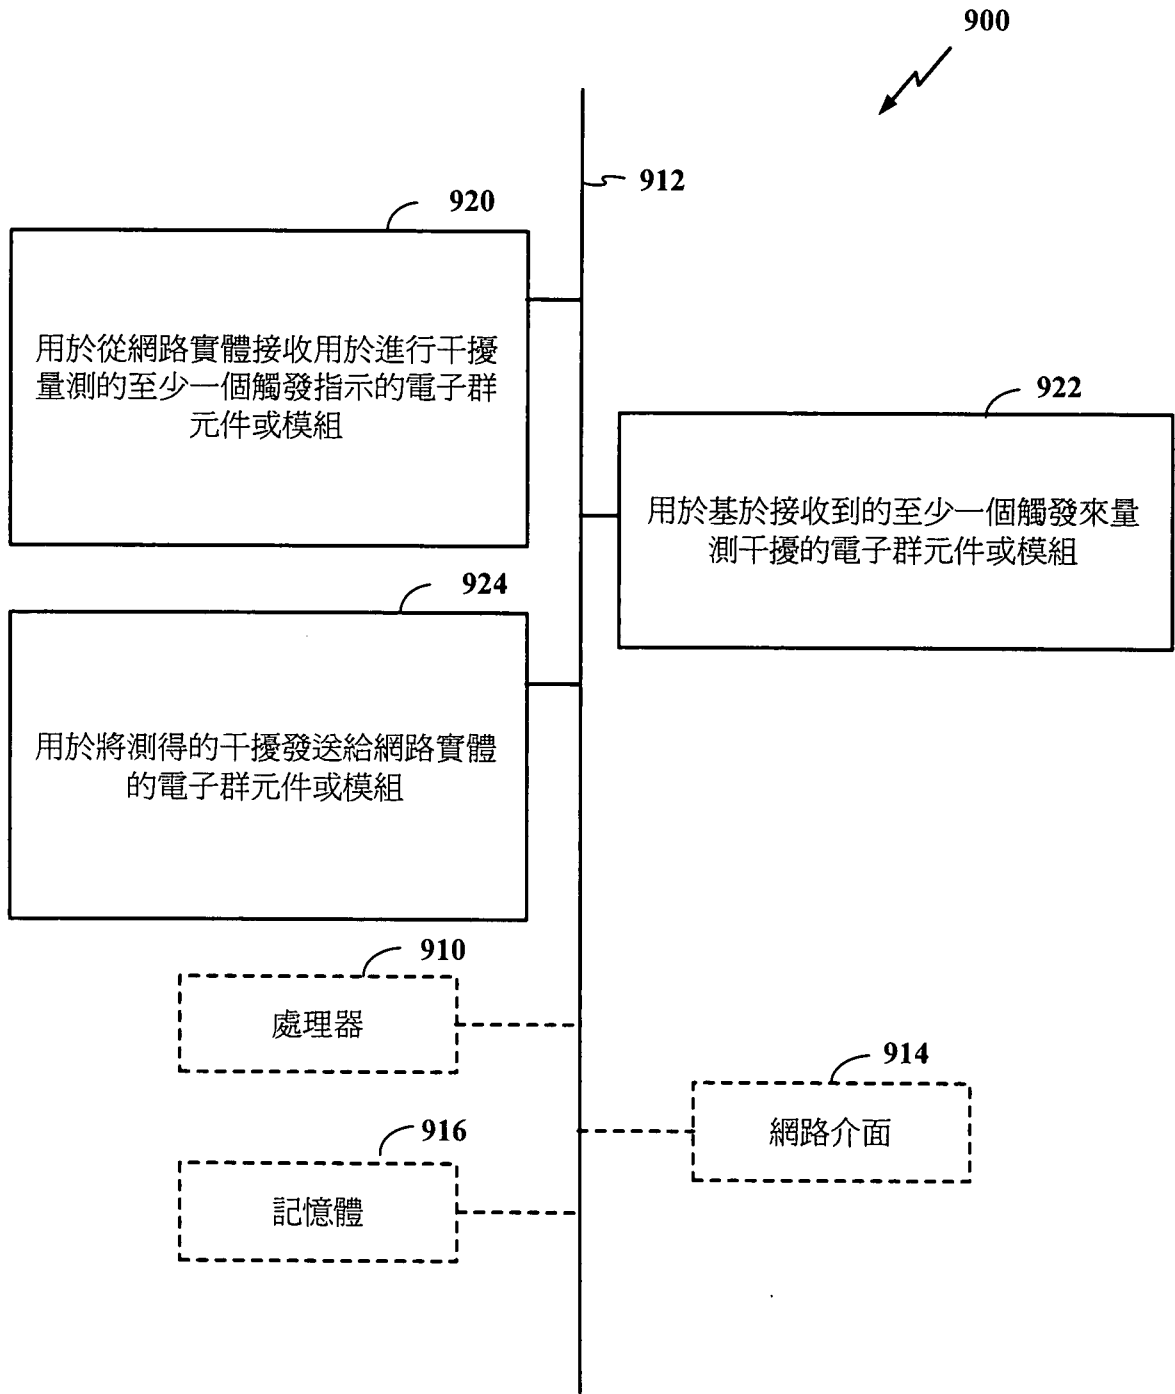 900
912
920
用於從網路實體接收用於進行干擾
量測的至少一個觸發指示的電子群
元件或模組
922
用於基於接收到的至少一個觸發來量
測干擾的電子群元件或模組
924
用於將測得的干擾發送給網路實體
的電子群元件或模組
910
處理器
914
網路介面
916
記憶體